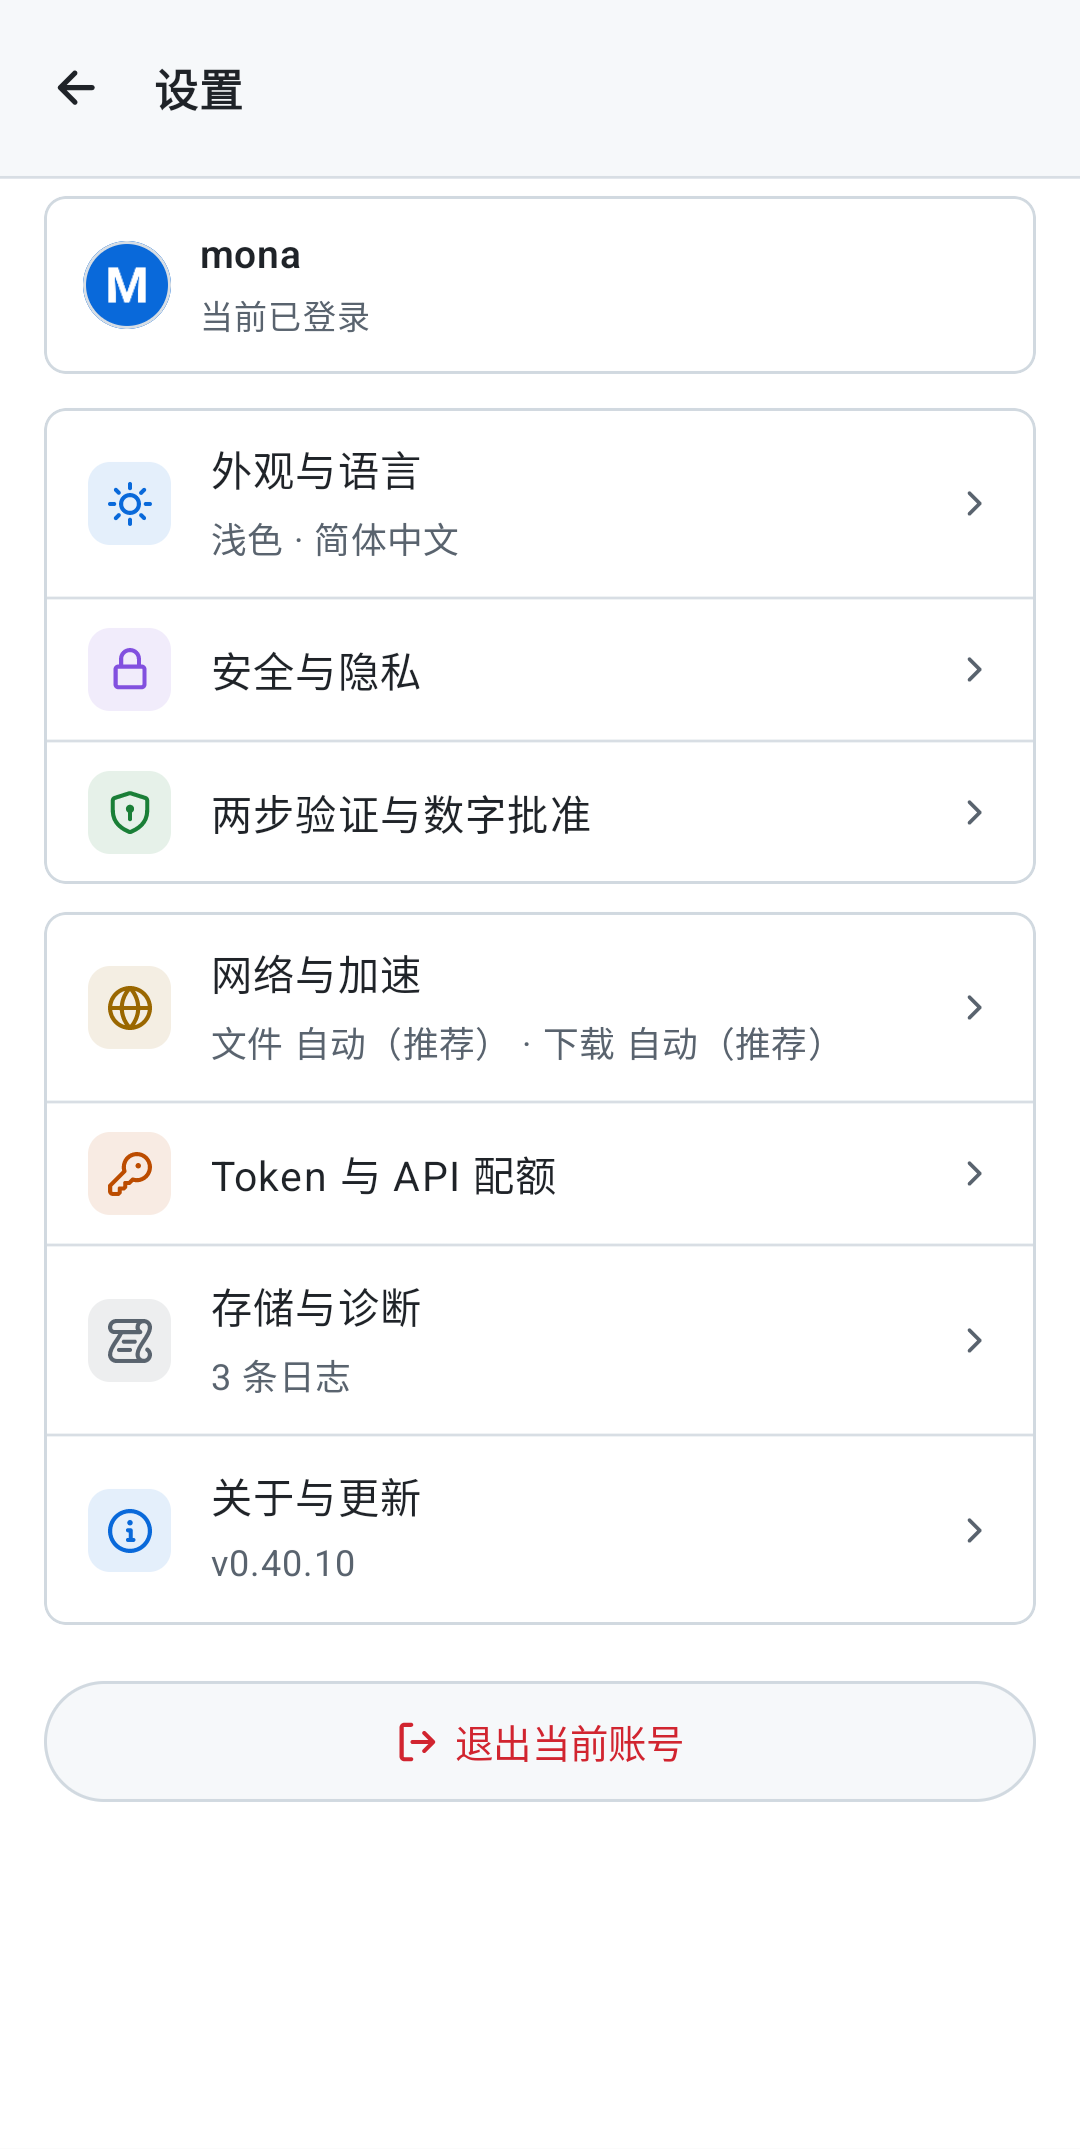 设置
M
mona
当前已登录
外观与语言
浅色 · 简体中文
安全与隐私
两步验证与数字批准
网络与加速
文件 自动（推荐） · 下载 自动（推荐）
Token 与 API 配额
存储与诊断
3 条日志
关于与更新
v0.40.10
退出当前账号